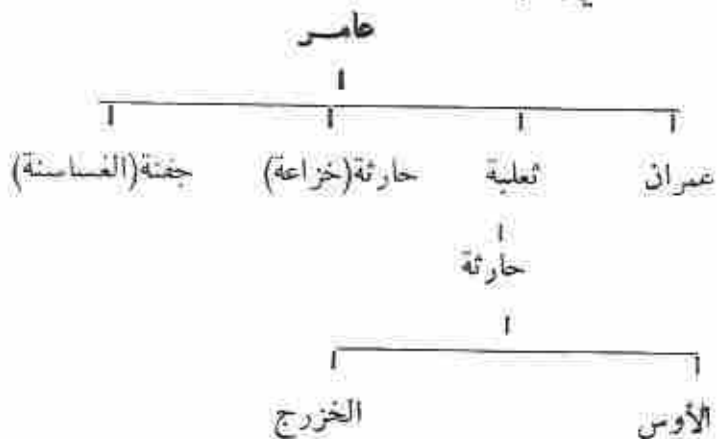 عامر
عمران ثعلبة حارثة(خزاعة) جفنة(الغساسنة)
حارثة
الأوس الخزرج